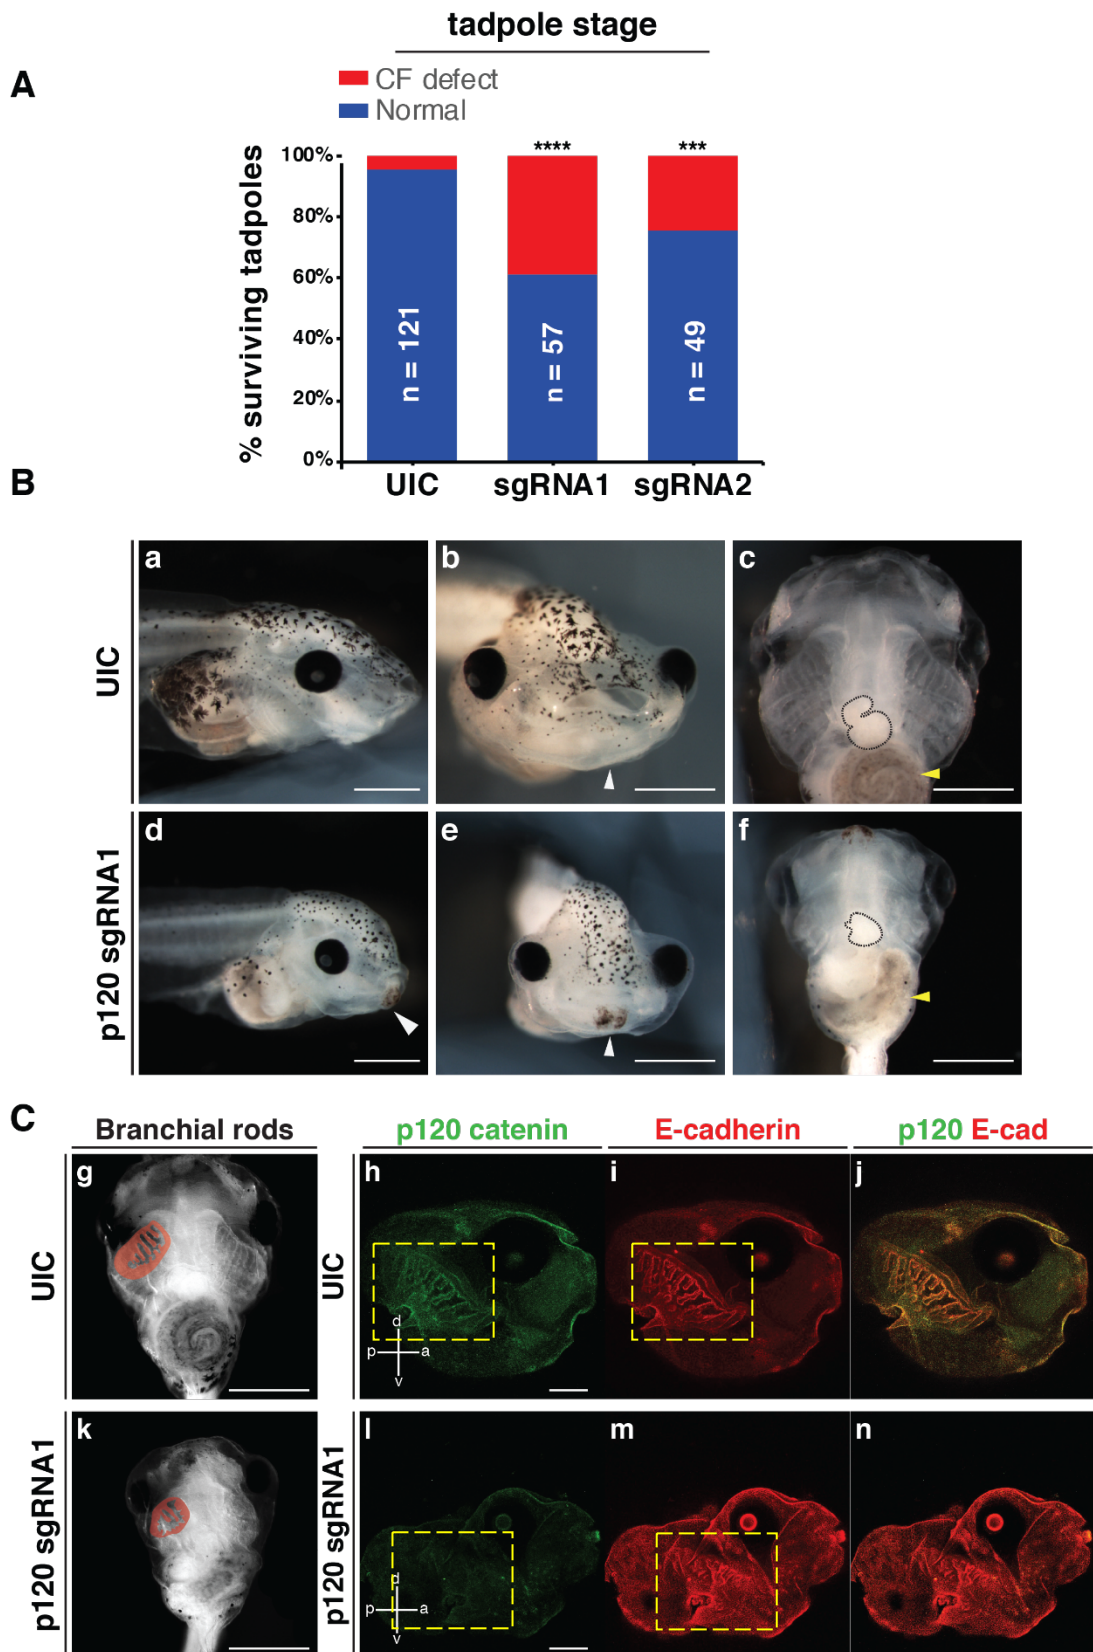 tadpole stage
A
CF defect
Normal
% surviving tadpoles
100%
80%
60%
40%
20%
0%
n = 121
n = 57
n = 49
****
***
UIC
sgRNA1
sgRNA2
B
UIC
a
b
c
p120 sgRNA1
d
e
f
C
Branchial rods
p120 catenin
E-cadherin
p120 E-cad
UIC
g
UIC
h
i
j
d
p
a
v
p120 sgRNA1
k
p120 sgRNA1
l
m
n
d
p
a
v